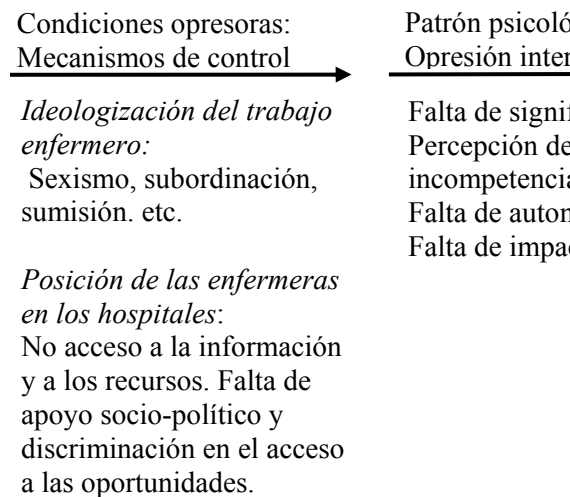 Condiciones opresoras:
Mecanismos de control
Ideologización del trabajo
enfermero:
Sexismo, subordinación,
sumisión. etc.
Posición de las enfermeras
en los hospitales:
No acceso a la información
y a los recursos. Falta de
apoyo socio-político y
discriminación en el acceso
a las oportunidades.
Patrón
Opresión
Falta de
Percepción
Falta de
Falta de